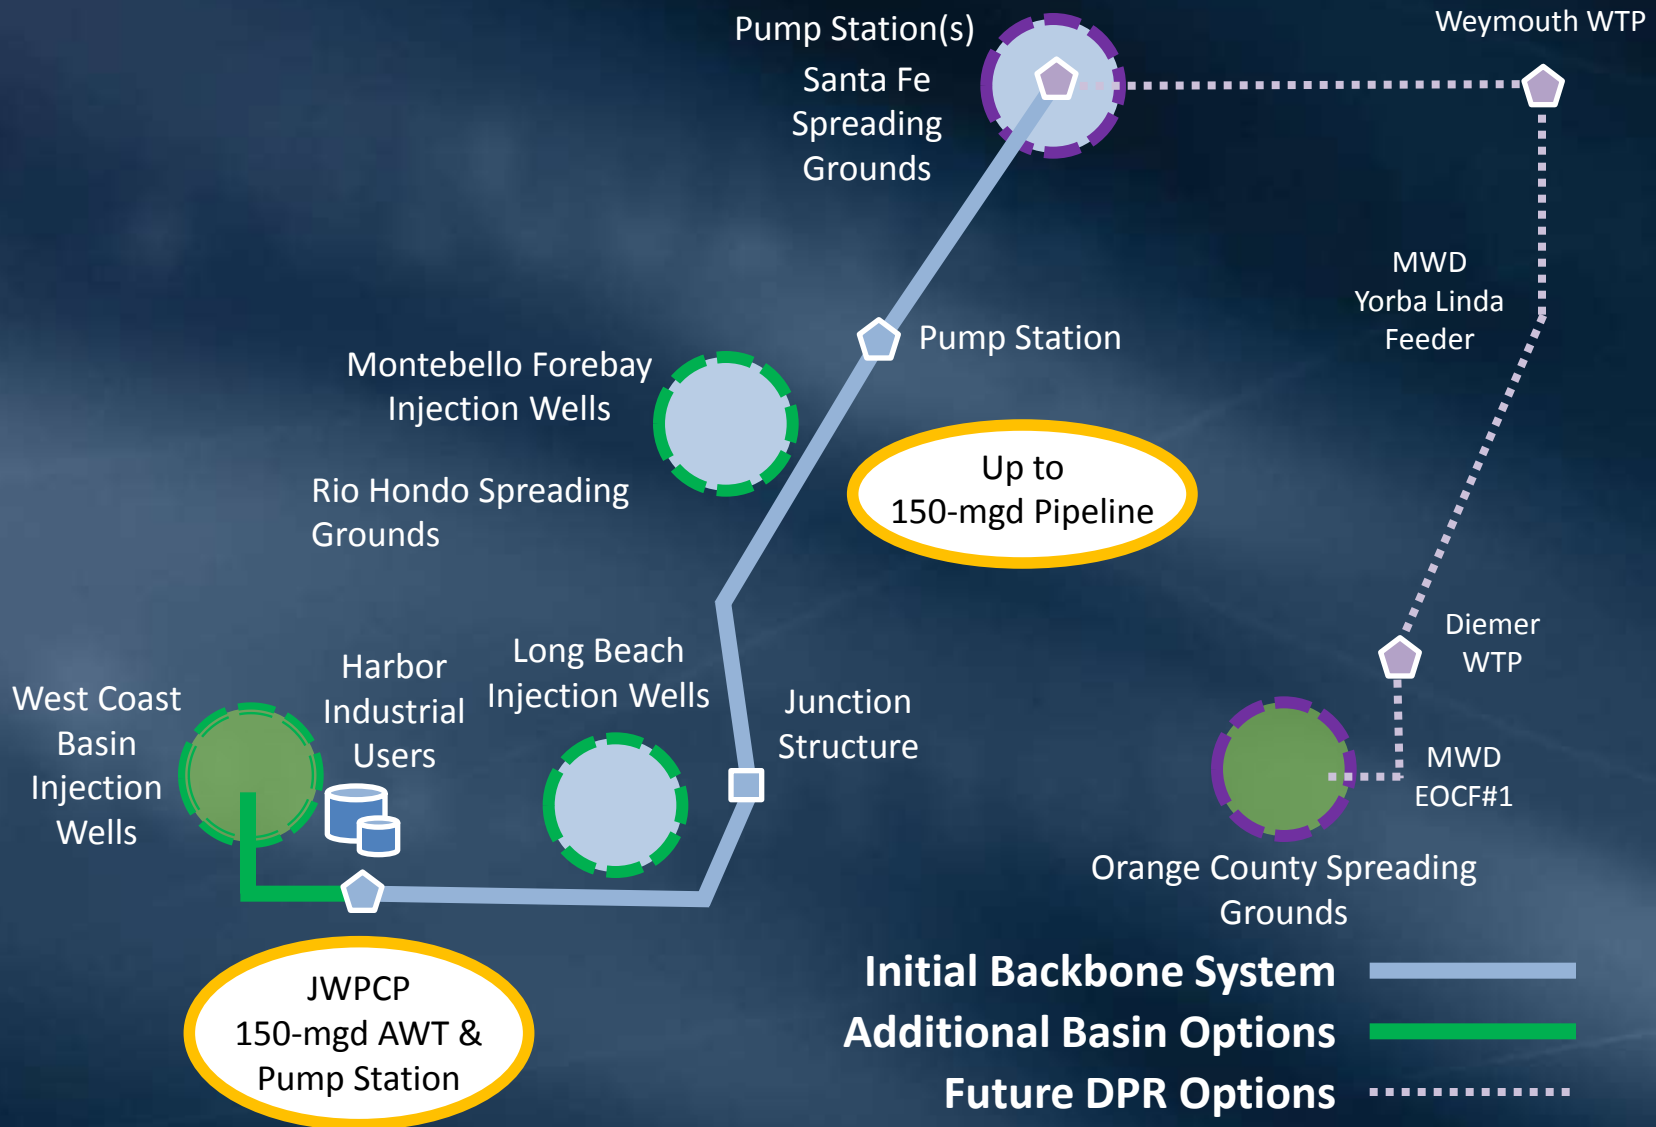 Pump Station(s)
Santa Fe
Spreading
Grounds
Weymouth WTP
MWD
Yorba Linda
Feeder
Pump Station
Montebello Forebay
Injection Wells
Rio Hondo Spreading
Grounds
Up to
150-mgd Pipeline
Diemer
WTP
Long Beach
Injection Wells
Harbor
Industrial
Users
West Coast
Basin
Injection
Wells
Junction
Structure
MWD
EOCF#1
Orange County Spreading
Grounds
JWPCP
150-mgd AWT &
Pump Station
Initial Backbone System
Additional Basin Options
Future DPR Options